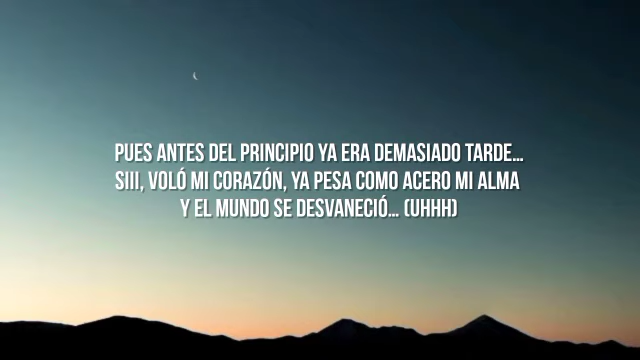 PUES ANTES DEL PRINCIPIO YA ERA DEMASIADO TARDE...
SIII, VOLÓ MI CORAZÓN, YA PESA COMO ACERO MI ALMA
Y EL MUNDO SE DESVANECIÓ... (UHHH)